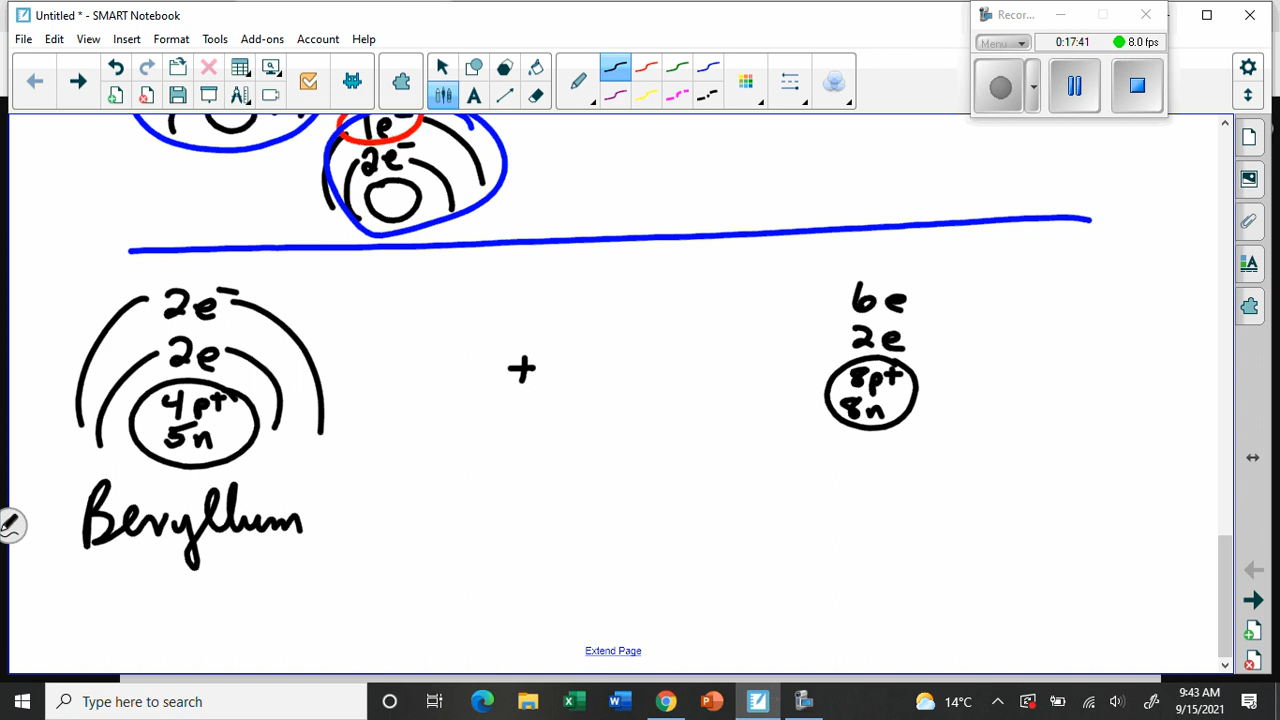 Untitled * - SMART Notebook
Recor...
File Edit View Insert Format Tools Add-ons Account Help
Menu
0:17:41
8.0 fps
1e⁻
2e⁻
2e⁻
2e
4p+
5n
Beryllum
+
6e
2e
8p+
8n
Extend Page
Type here to search
14°C
9:43 AM
9/15/2021